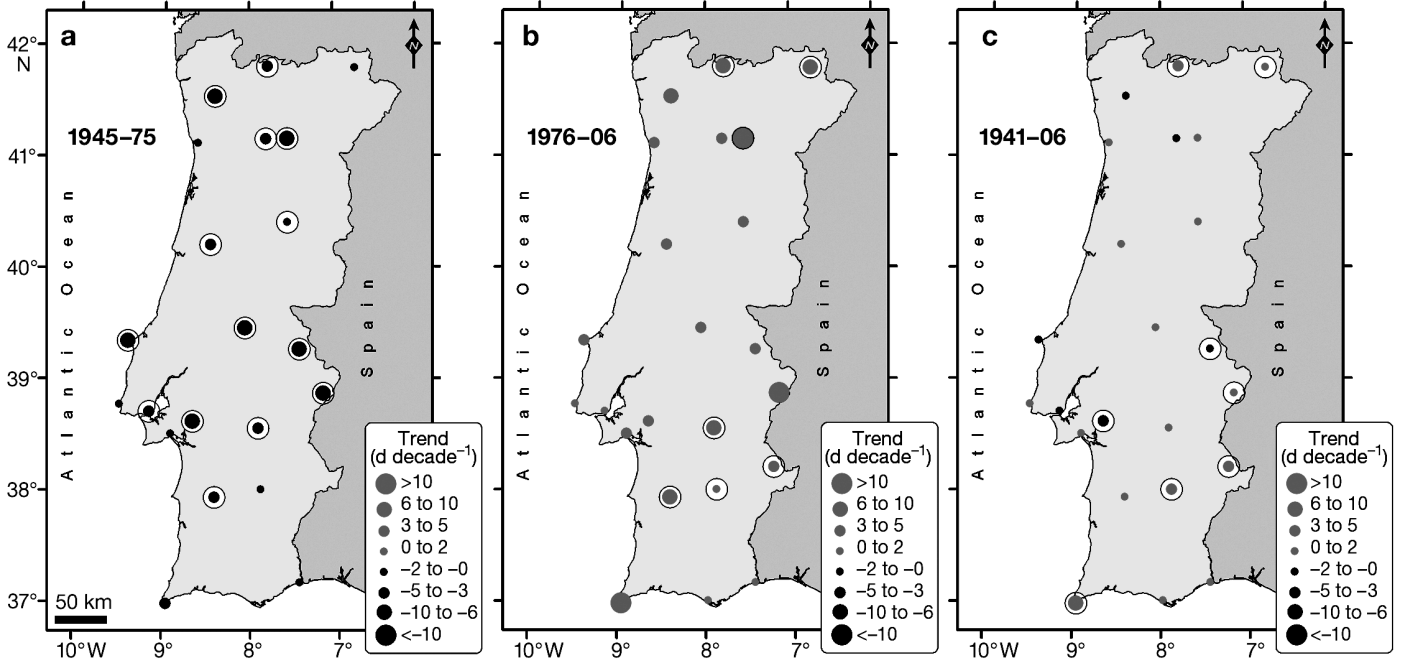 a
N
1945–75
Atlantic Ocean
Spain
50 km
42°
N
41°
40°
39°
38°
37°
10°W
9°
8°
7°
Trend
(d decade⁻¹)
>10
6 to 10
3 to 5
0 to 2
–2 to –0
–5 to –3
–10 to –6
<–10
b
N
1976–06
Atlantic Ocean
Spain
10°W
9°
8°
7°
Trend
(d decade⁻¹)
>10
6 to 10
3 to 5
0 to 2
–2 to –0
–5 to –3
–10 to –6
<–10
c
N
1941–06
Atlantic Ocean
Spain
10°W
9°
8°
7°
Trend
(d decade⁻¹)
>10
6 to 10
3 to 5
0 to 2
–2 to –0
–5 to –3
–10 to –6
<–10